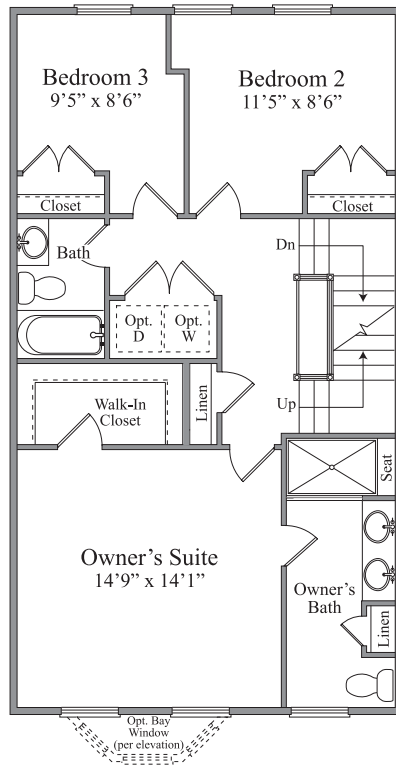 Bedroom 3
9'5" x 8'6"
Bedroom 2
11'5" x 8'6"
Closet
Closet
Bath
Dn
Opt.
D
Opt.
W
Up
Walk-In
Closet
Linen
Seat
Owner's Suite
14'9" x 14'1"
Owner's
Bath
Linen
Opt. Bay
Window
(per elevation)